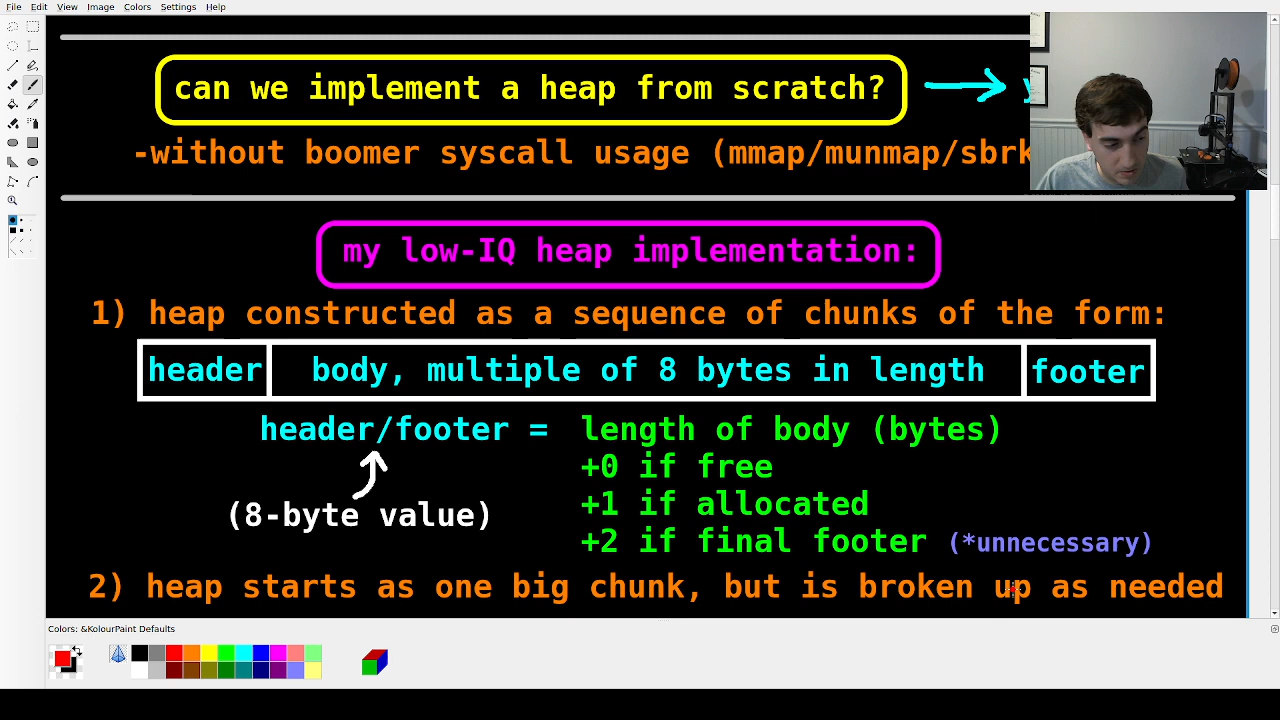 File Edit View Image Colors Settings Help
can we implement a heap from scratch?
-without boomer syscall usage (mmap/munmap/sbrk
my low-IQ heap implementation:
1) heap constructed as a sequence of chunks of the form:
header body, multiple of 8 bytes in length footer
header/footer = length of body (bytes)
+0 if free
+1 if allocated
(8-byte value)
+2 if final footer (*unnecessary)
2) heap starts as one big chunk, but is broken up as needed
Colors: &KolourPaint Defaults